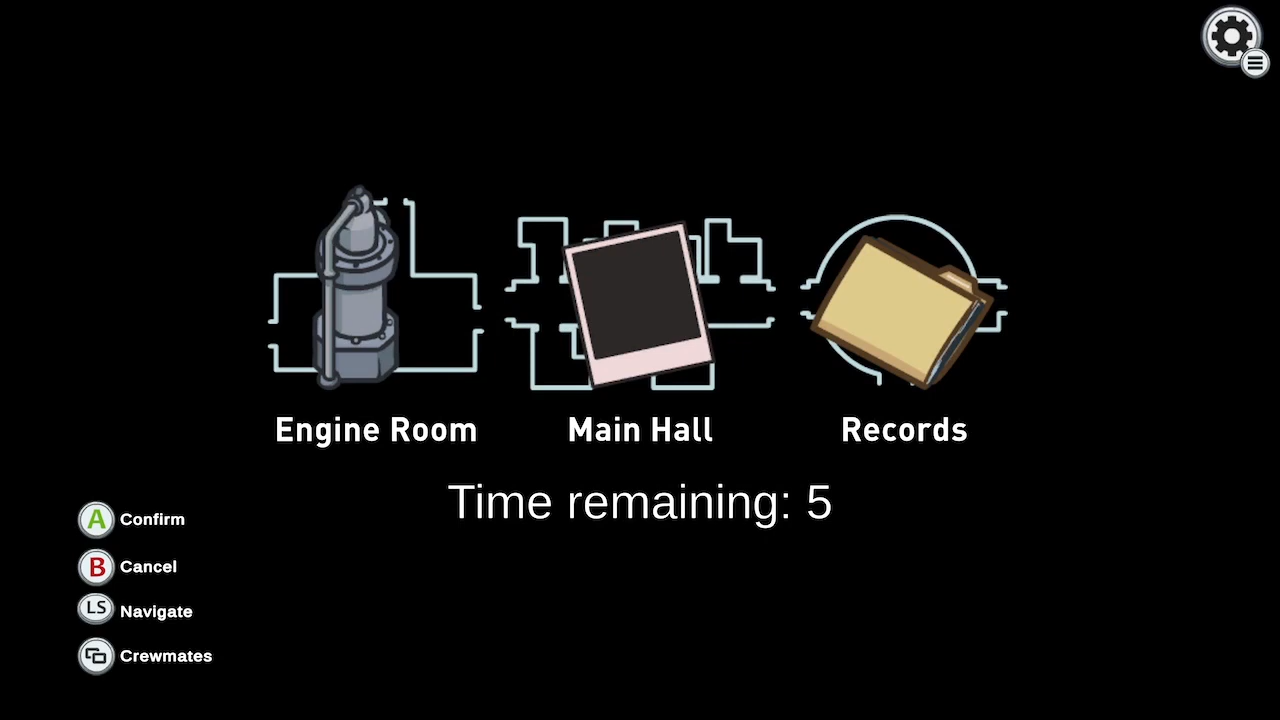 Engine Room
Main Hall
Records
Time remaining: 5
A Confirm
B Cancel
LS Navigate
Crewmates